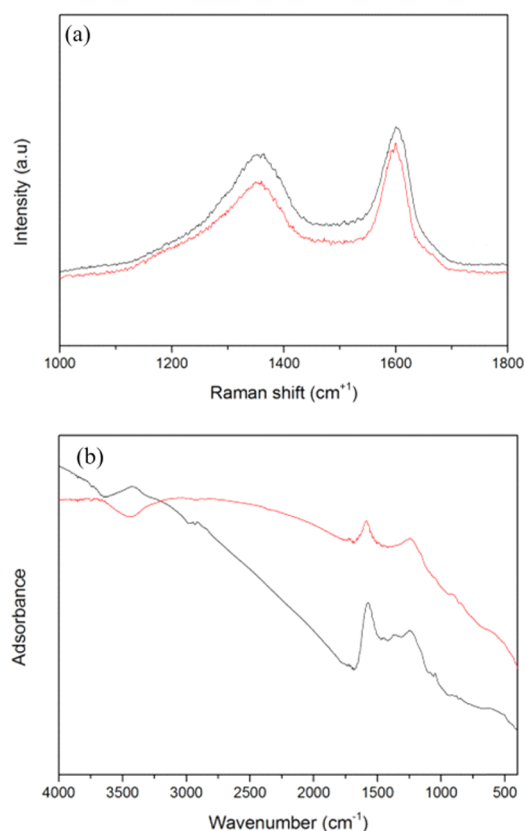 (a)
Intensity (a.u)
1000 1200 1400 1600 1800
Raman shift (cm⁺¹)
(b)
Adsorbance
4000 3500 3000 2500 2000 1500 1000 500
Wavenumber (cm⁻¹)